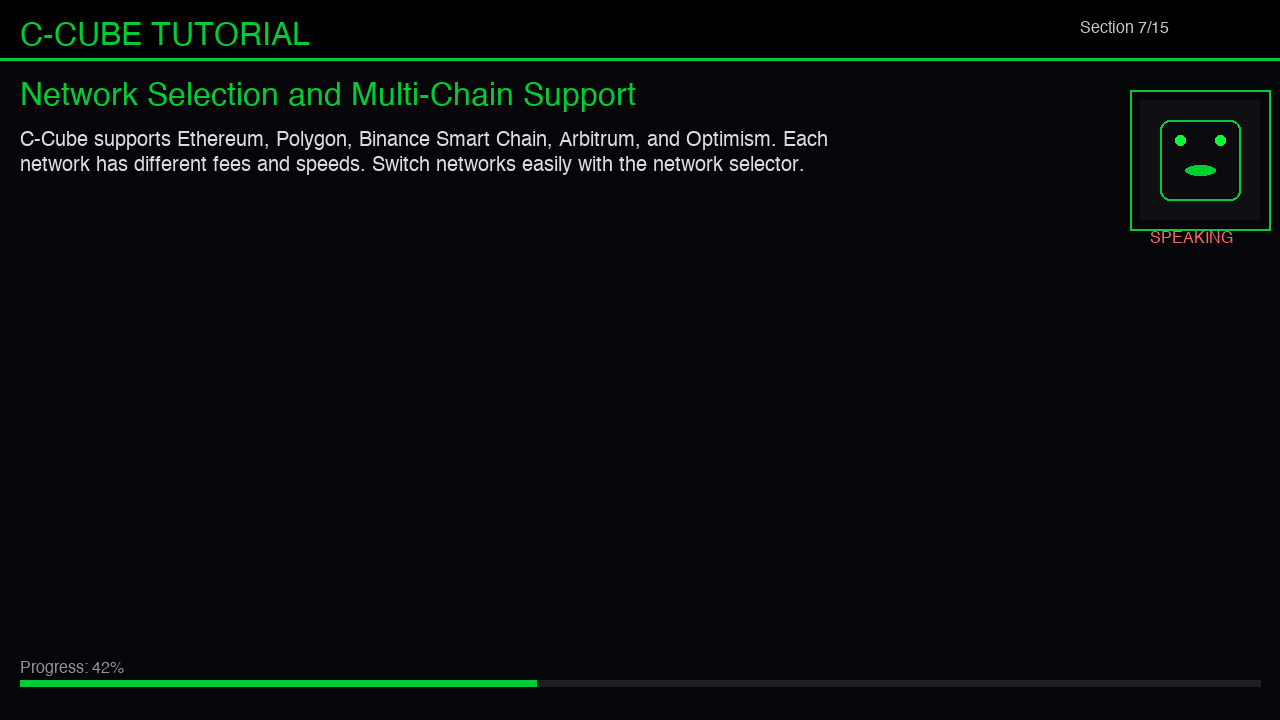 C-CUBE TUTORIAL
Section 7/15
Network Selection and Multi-Chain Support
C-Cube supports Ethereum, Polygon, Binance Smart Chain, Arbitrum, and Optimism. Each
network has different fees and speeds. Switch networks easily with the network selector.
SPEAKING
Progress: 42%